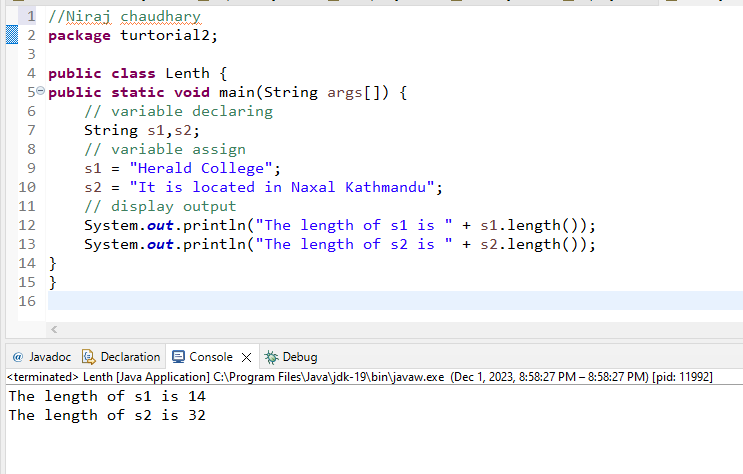 1 //Niraj chaudhary
2 package turtorial2;
3
4 public class Lenth {
5 public static void main(String args[]) {
6     // variable declaring
7     String s1,s2;
8     // variable assign
9     s1 = "Herald College";
10     s2 = "It is located in Naxal Kathmandu";
11     // display output
12     System.out.println("The length of s1 is " + s1.length());
13     System.out.println("The length of s2 is " + s2.length());
14 }
15 }
16
@ Javadoc Declaration Console Debug
<terminated> Lenth [Java Application] C:\Program Files\Java\jdk-19\bin\javaw.exe (Dec 1, 2023, 8:58:27 PM – 8:58:27 PM) [pid: 11992]
The length of s1 is 14
The length of s2 is 32